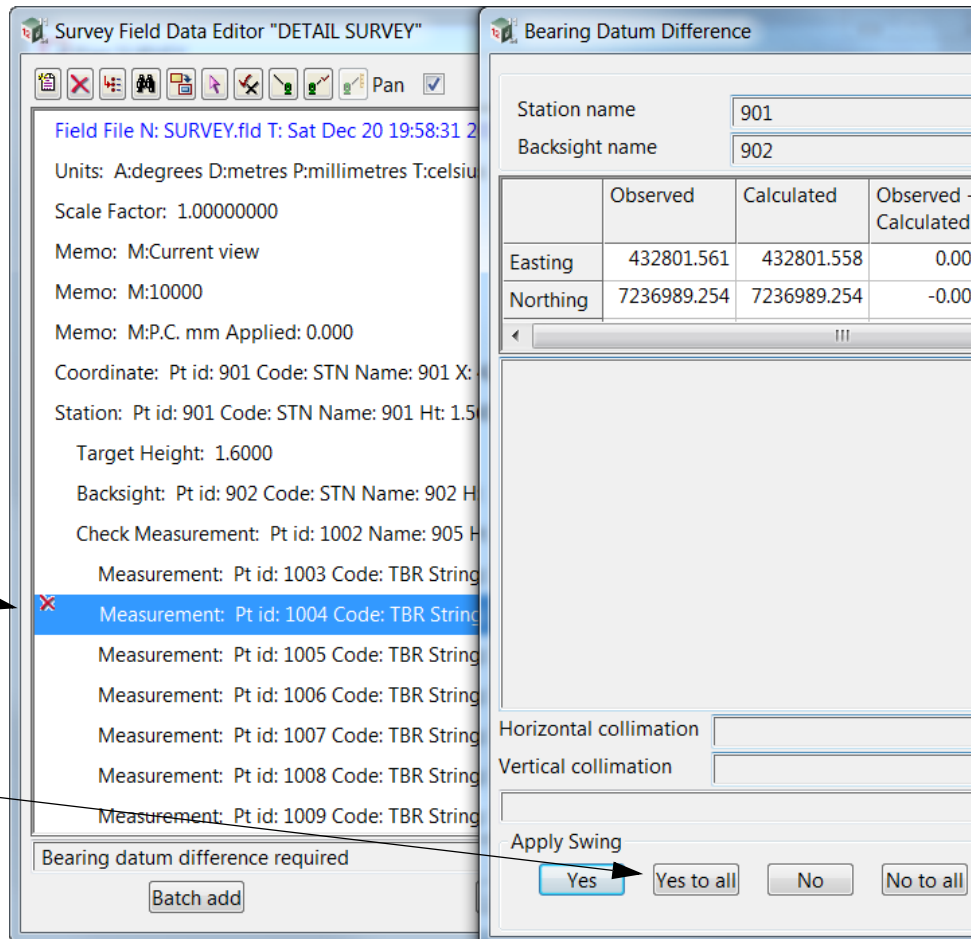 Survey Field Data Editor "DETAIL SURVEY"
Pan
Field File N: SURVEY.fld T: Sat Dec 20 19:58:31 2
Units: A:degrees D:metres P:millimetres T:celsiu
Scale Factor: 1.00000000
Memo: M:Current view
Memo: M:10000
Memo: M:P.C. mm Applied: 0.000
Coordinate: Pt id: 901 Code: STN Name: 901 X:
Station: Pt id: 901 Code: STN Name: 901 Ht: 1.5
Target Height: 1.6000
Backsight: Pt id: 902 Code: STN Name: 902 H
Check Measurement: Pt id: 1002 Name: 905 H
Measurement: Pt id: 1003 Code: TBR String
Measurement: Pt id: 1004 Code: TBR String
Measurement: Pt id: 1005 Code: TBR String
Measurement: Pt id: 1006 Code: TBR String
Measurement: Pt id: 1007 Code: TBR String
Measurement: Pt id: 1008 Code: TBR String
Measurement: Pt id: 1009 Code: TBR String
Bearing datum difference required
Batch add
Bearing Datum Difference
Station name 901
Backsight name 902
Observed Calculated Observed -
Calculated
Easting 432801.561 432801.558 0.00
Northing 7236989.254 7236989.254 -0.00
Horizontal collimation
Vertical collimation
Apply Swing
Yes Yes to all No No to all